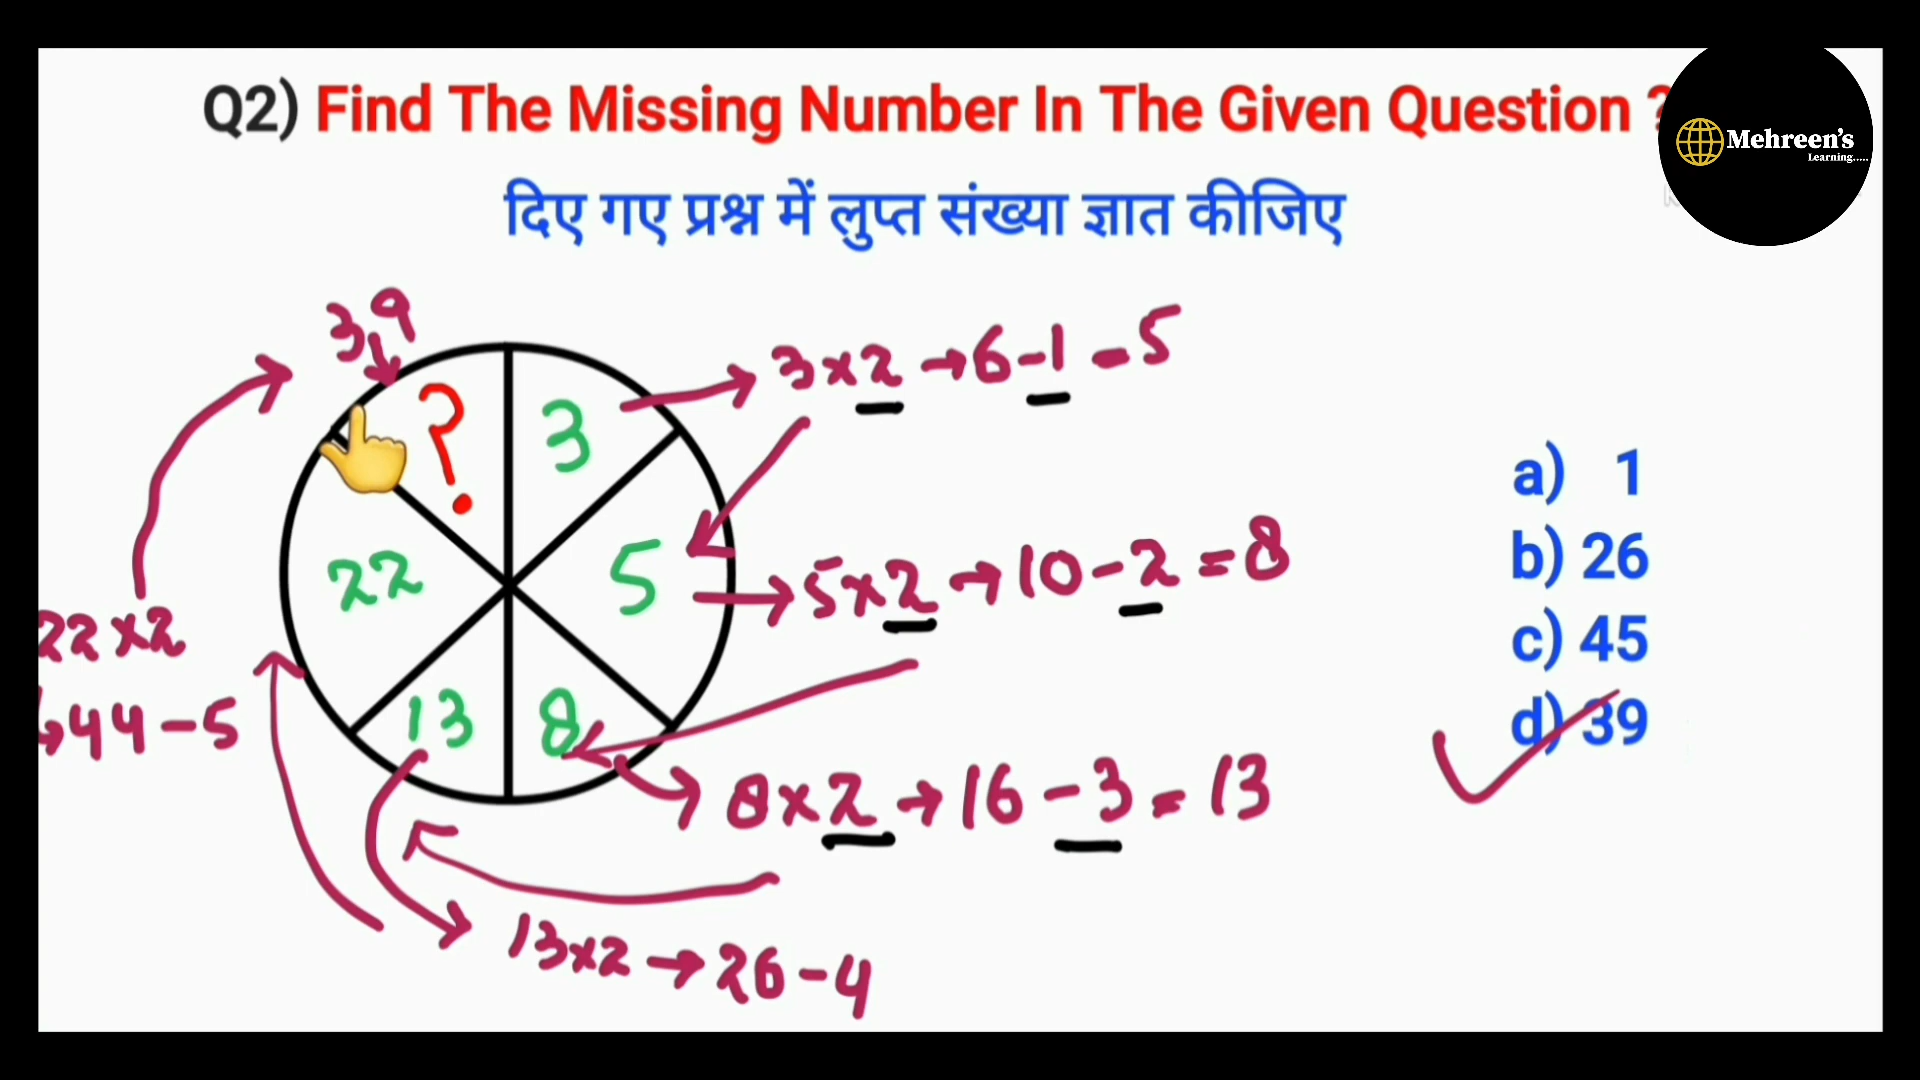 Q2) Find The Missing Number In The Given Question ?
Mehreen's
Learning.....
दिए गए प्रश्न में लुप्त संख्या ज्ञात कीजिए
39
?
3
3×2→6-1=5
22
5
5×2→10-2=8
13
8
8×2→16-3=13
22×2
→44-5
13×2→26-4
a) 1
b) 26
c) 45
d) 39